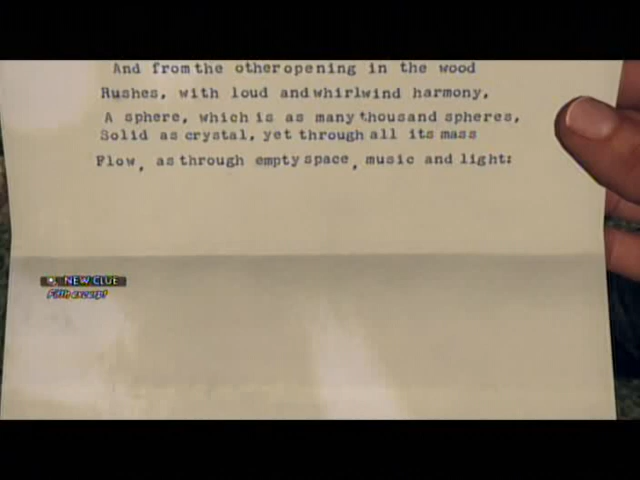 And from the other opening in the wood
Rushes, with loud and whirlwind harmony,
A sphere, which is as many thousand spheres,
Solid as crystal, yet through all its mass
Flow, as through empty space, music and light:
NEW CLUE
Fifth excerpt